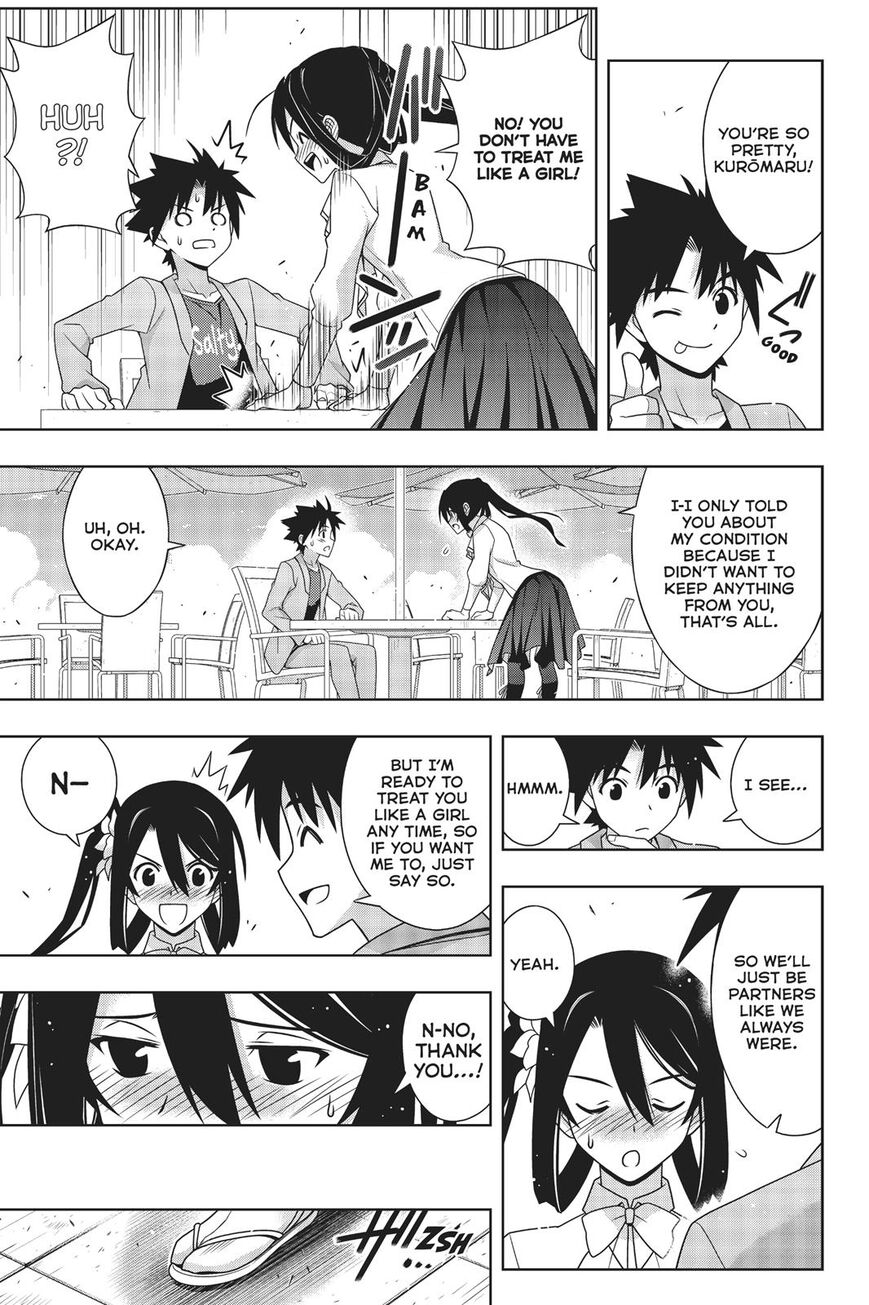 YOU'RE SO
PRETTY,
KURŌMARU!
GOOD
NO! YOU
DON'T HAVE
TO TREAT ME
LIKE A GIRL!
BAM
HUH
?!
Salty
I-I ONLY TOLD
YOU ABOUT
MY CONDITION
BECAUSE I
DIDN'T WANT TO
KEEP ANYTHING
FROM YOU,
THAT'S ALL.
UH, OH.
OKAY.
I SEE...
HMMM.
SO WE'LL
JUST BE
PARTNERS
LIKE WE
ALWAYS
WERE.
YEAH.
BUT I'M
READY TO
TREAT YOU
LIKE A GIRL
ANY TIME, SO
IF YOU WANT
ME TO, JUST
SAY SO.
N—
N-NO,
THANK
YOU...!
ZSH
...